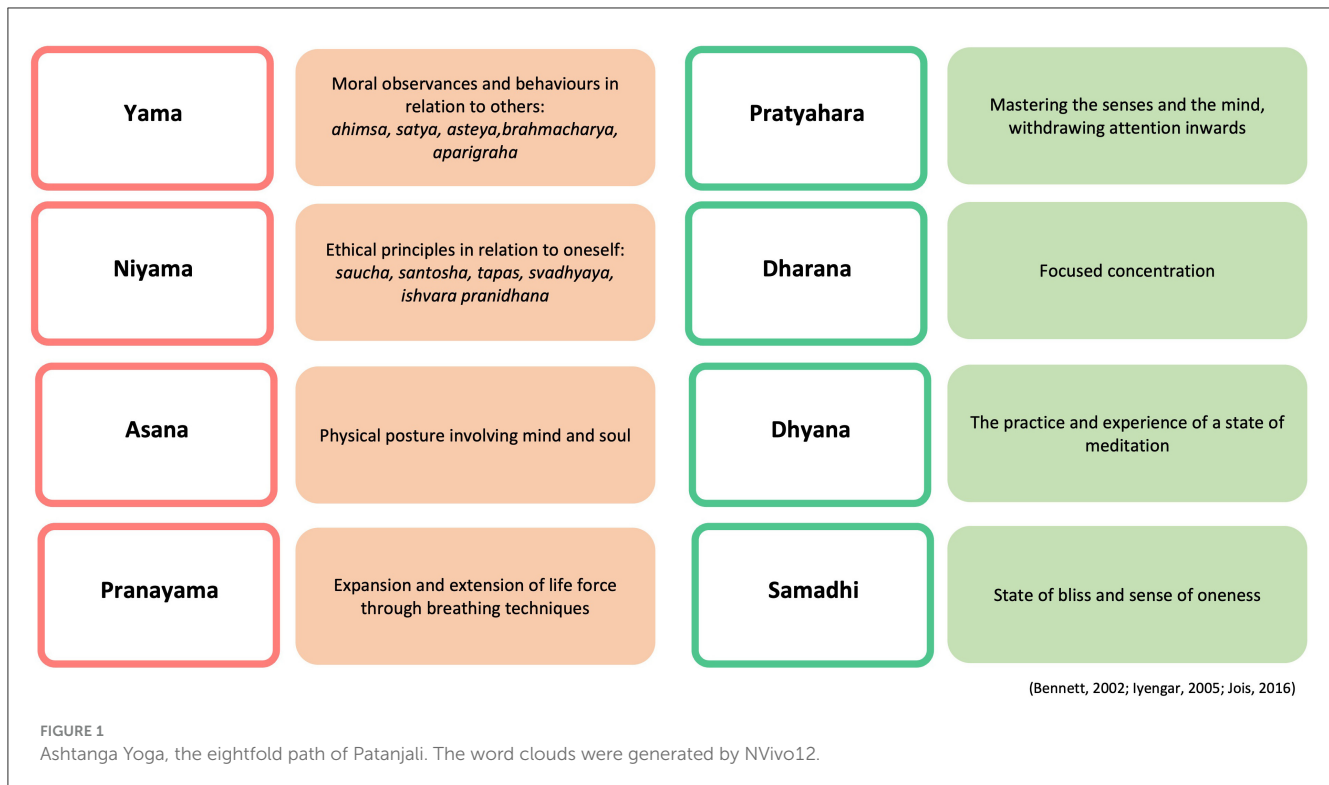 Yama
Moral observances and behaviours in
relation to others:
ahimsa, satya, asteya,brahmacharya,
aparigraha
Niyama
Ethical principles in relation to oneself:
saucha, santosha, tapas, svadhyaya,
ishvara pranidhana
Asana
Physical posture involving mind and soul
Pranayama
Expansion and extension of life force
through breathing techniques
Pratyahara
Mastering the senses and the mind,
withdrawing attention inwards
Dharana
Focused concentration
Dhyana
The practice and experience of a state of
meditation
Samadhi
State of bliss and sense of oneness
(Bennett, 2002; Iyengar, 2005; Jois, 2016)
FIGURE 1
Ashtanga Yoga, the eightfold path of Patanjali. The word clouds were generated by NVivo12.